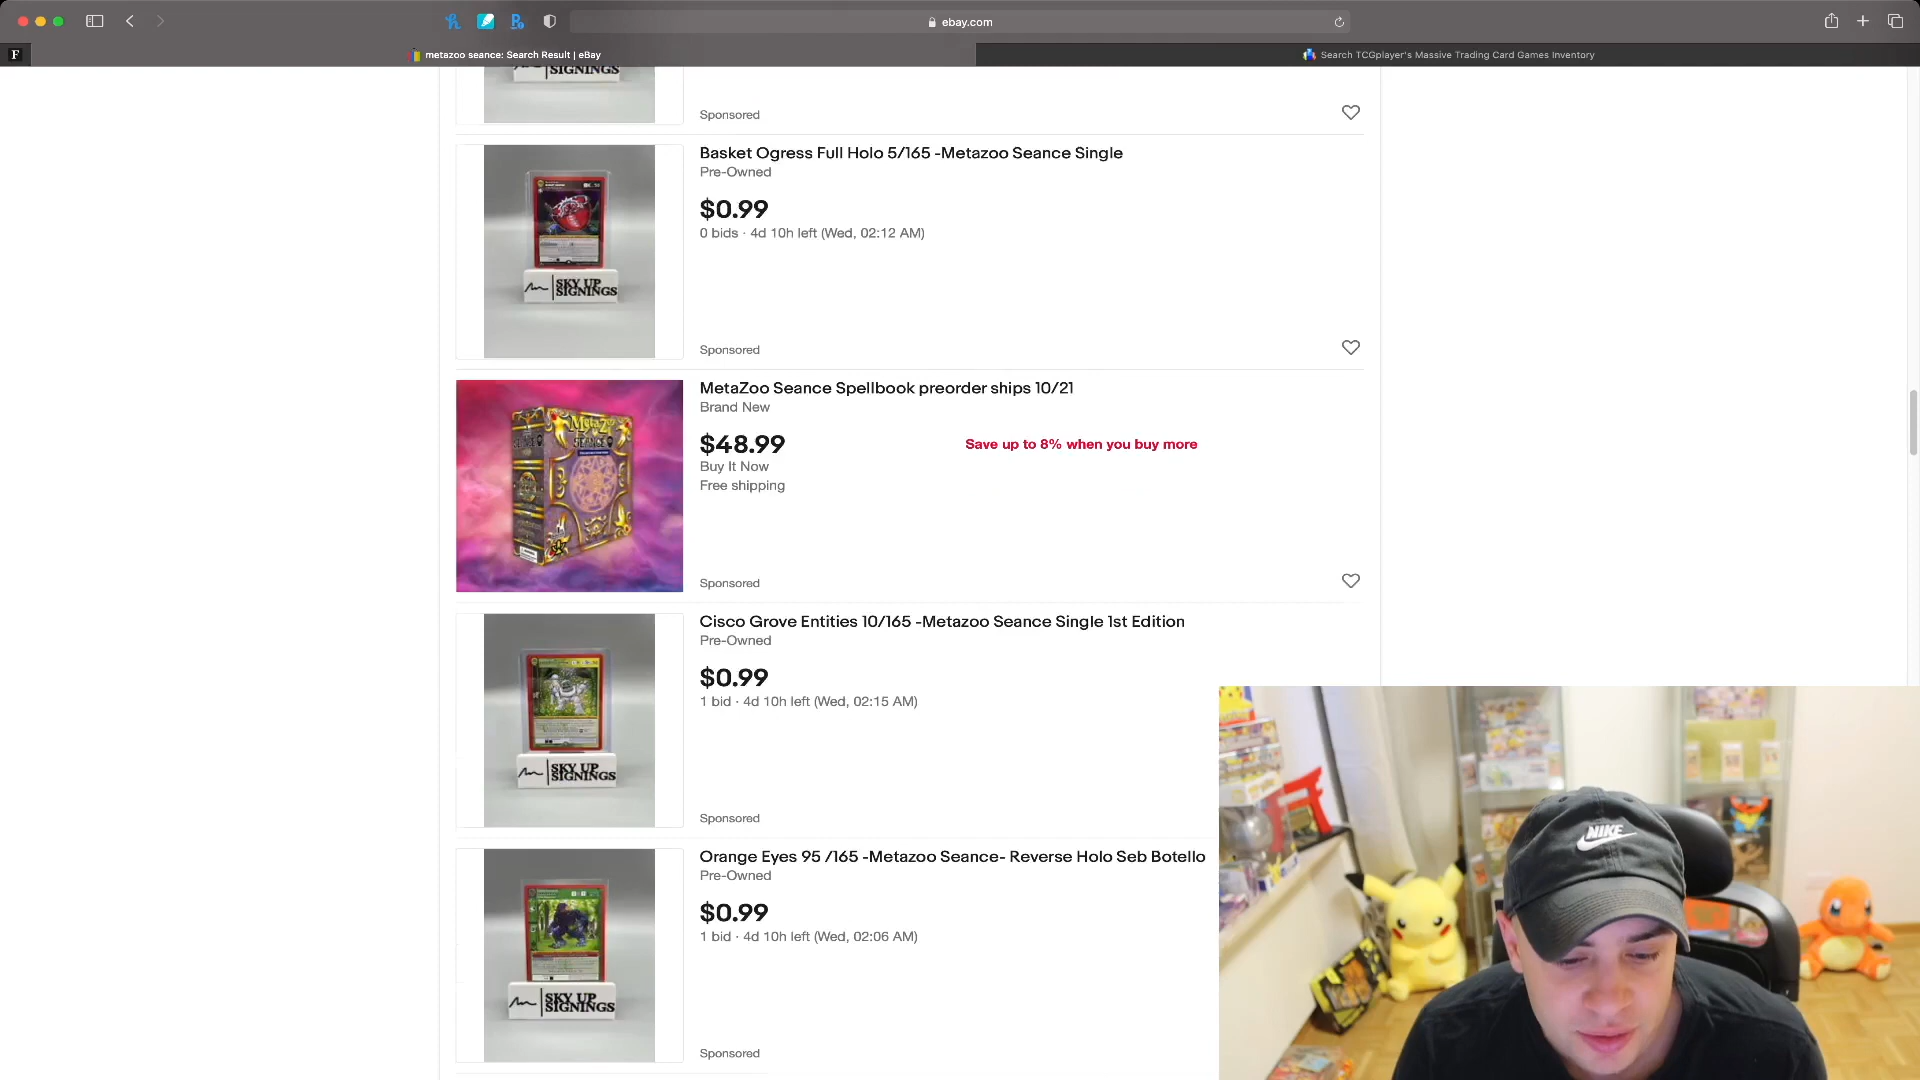 ebay.com
F
metazoo seance: Search Result | eBay
Search TCGplayer's Massive Trading Card Games Inventory
SIGNINGS
Sponsored
Basket Ogress Full Holo 5/165 -Metazoo Seance Single
Pre-Owned
$0.99
0 bids · 4d 10h left (Wed, 02:12 AM)
SKY UP
SIGNINGS
Sponsored
MetaZoo Seance Spellbook preorder ships 10/21
Brand New
$48.99
Save up to 8% when you buy more
Buy It Now
Free shipping
MetaZoo
SEANCE
Sponsored
Cisco Grove Entities 10/165 -Metazoo Seance Single 1st Edition
Pre-Owned
$0.99
1 bid · 4d 10h left (Wed, 02:15 AM)
SKY UP
SIGNINGS
Sponsored
Orange Eyes 95 /165 -Metazoo Seance- Reverse Holo Seb Botello
Pre-Owned
$0.99
1 bid · 4d 10h left (Wed, 02:06 AM)
SKY UP
SIGNINGS
Sponsored
NIKE